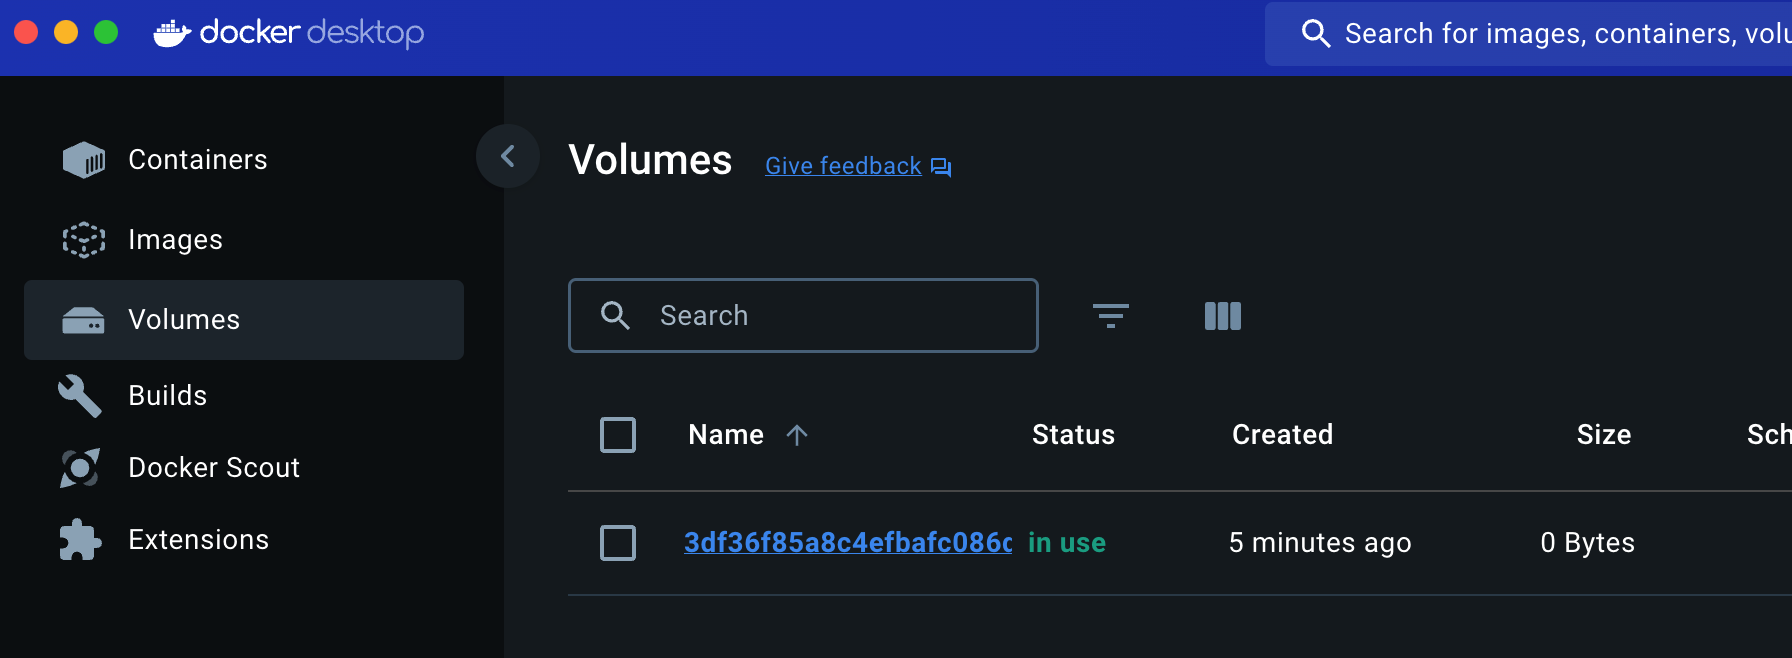 docker desktop
Search for images, containers, volu
Containers
Images
Volumes
Builds
Docker Scout
Extensions
Volumes Give feedback
Search
Name Status Created Size Sch
3df36f85a8c4efbafc086c in use 5 minutes ago 0 Bytes